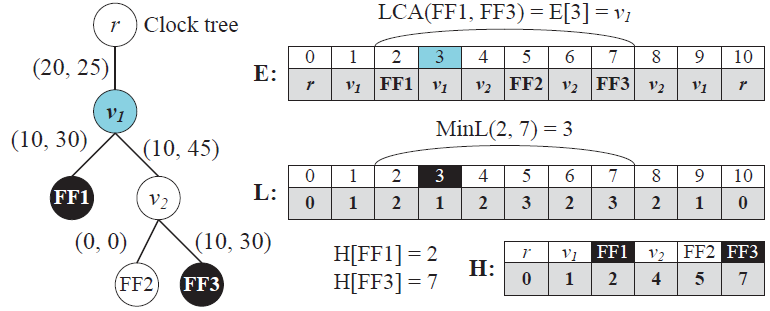 r Clock tree
(20, 25)
v1
(10, 30) (10, 45)
FF1 v2
(0, 0) (10, 30)
FF2 FF3
LCA(FF1, FF3) = E[3] = v1
0 1 2 3 4 5 6 7 8 9 10
E: r v1 FF1 v1 v2 FF2 v2 FF3 v2 v1 r
MinL(2, 7) = 3
0 1 2 3 4 5 6 7 8 9 10
L: 0 1 2 1 2 3 2 3 2 1 0
H[FF1] = 2
H[FF3] = 7
H: r v1 FF1 v2 FF2 FF3
0 1 2 4 5 7